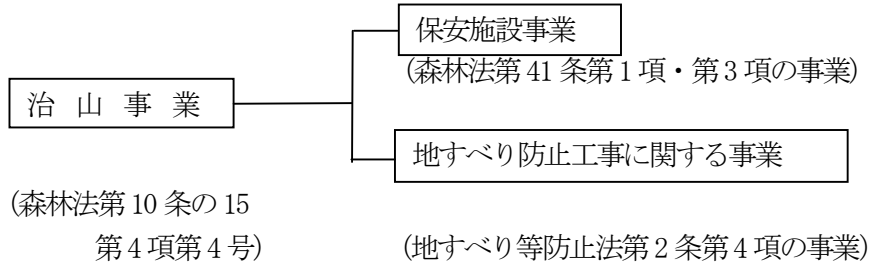 保安施設事業
(森林法第41条第1項・第3項の事業)
治山事業
地すべり防止工事に関する事業
(森林法第10条の15
第4項第4号)
(地すべり等防止法第2条第4項の事業)